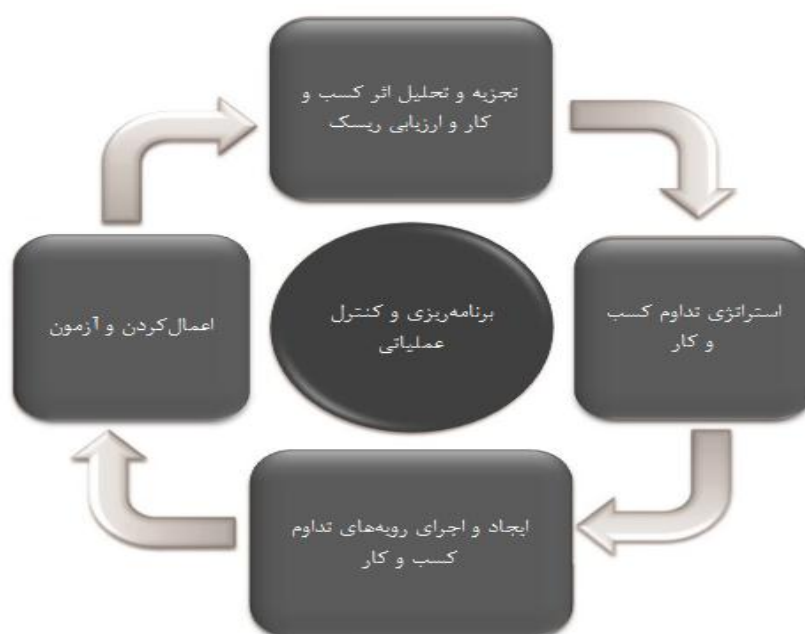 تجزیه و تحلیل اثر کسب و
کار و ارزیابی ریسک
استراتژی تداوم کسب
و کار
ایجاد و اجرای رویه‌های تداوم
کسب و کار
اعمال‌کردن و آزمون
برنامه‌ریزی و کنترل
عملیاتی